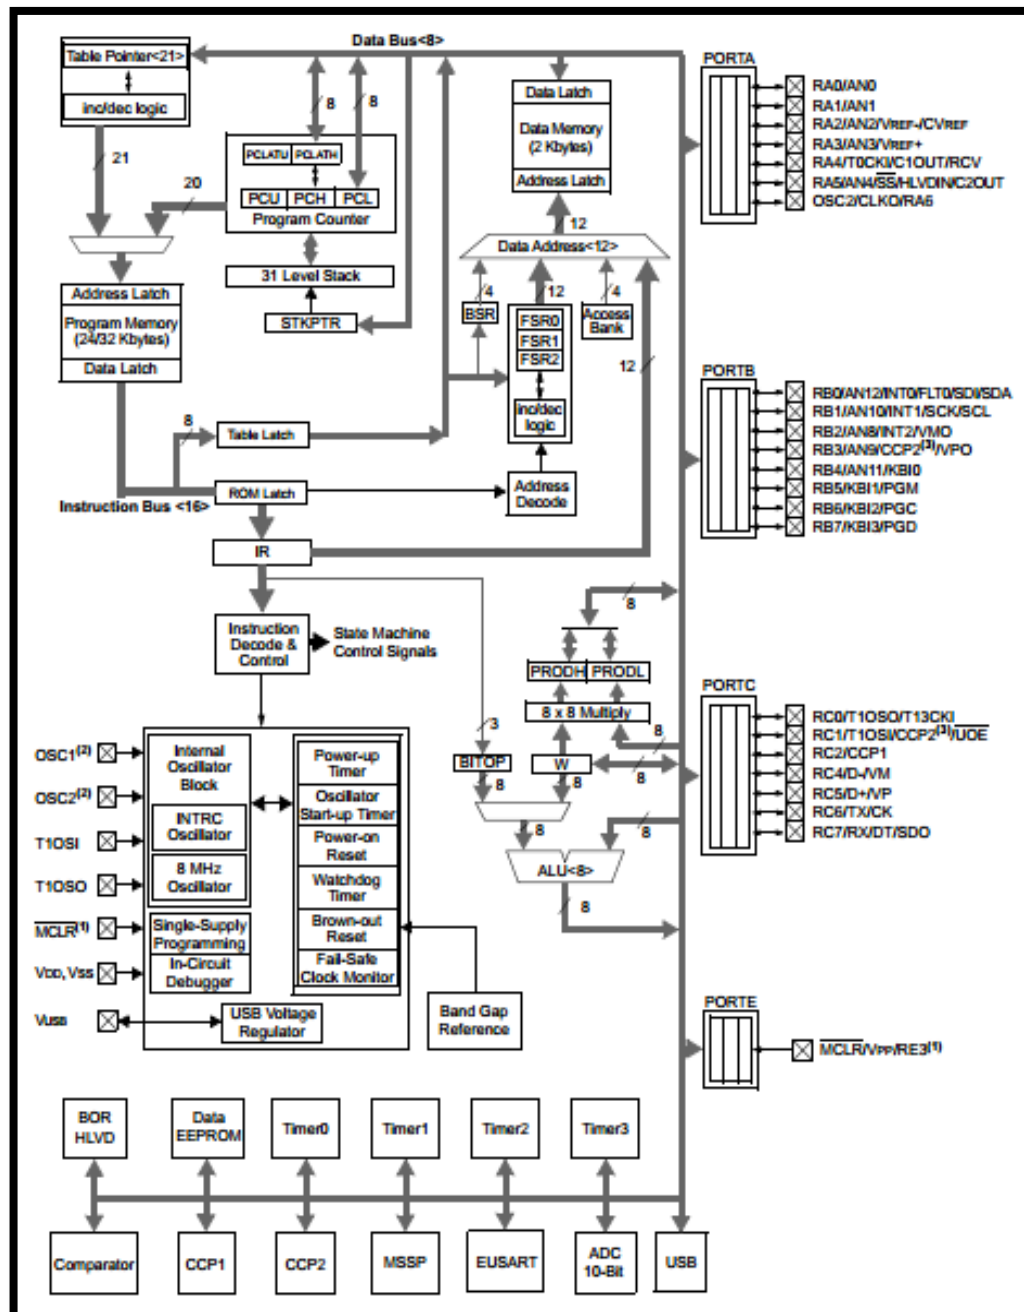 Data Bus<8>
Table Pointer<21>
inc/dec logic
21
20
8
8
PCLATU PCLATH
PCU PCH PCL
Program Counter
31 Level Stack
STKPTR
Data Latch
Data Memory
(2 Kbytes)
Address Latch
12
Data Address<12>
4
12
4
BSR
FSR0
FSR1
FSR2
inc/dec
logic
Access
Bank
12
Address Latch
Program Memory
(24/32 Kbytes)
Data Latch
8
Table Latch
ROM Latch
Instruction Bus <16>
Address
Decode
IR
Instruction
Decode &
Control
State Machine
Control Signals
8
PRODH PRODL
8 x 8 Multiply
3
8
BITOP
W
8
8
8
8
8
ALU<8>
8
OSC1(2)
OSC2(2)
T1OSI
T1OSO
MCLR(1)
VDD, VSS
VUSB
Internal
Oscillator
Block
INTRC
Oscillator
8 MHz
Oscillator
Single-Supply
Programming
In-Circuit
Debugger
Power-up
Timer
Oscillator
Start-up Timer
Power-on
Reset
Watchdog
Timer
Brown-out
Reset
Fail-Safe
Clock Monitor
USB Voltage
Regulator
Band Gap
Reference
PORTA
RA0/AN0
RA1/AN1
RA2/AN2/VREF-/CVREF
RA3/AN3/VREF+
RA4/T0CKI/C1OUT/RCV
RA5/AN4/SS/HLVDIN/C2OUT
OSC2/CLKO/RA6
PORTB
RB0/AN12/INT0/FLT0/SDI/SDA
RB1/AN10/INT1/SCK/SCL
RB2/AN8/INT2/VMO
RB3/AN9/CCP2(3)/VPO
RB4/AN11/KBI0
RB5/KBI1/PGM
RB6/KBI2/PGC
RB7/KBI3/PGD
PORTC
RC0/T1OSO/T13CKI
RC1/T1OSI/CCP2(3)/UOE
RC2/CCP1
RC4/D-/VM
RC5/D+/VP
RC6/TX/CK
RC7/RX/DT/SDO
PORTE
MCLR/VPP/RE3(1)
BOR
HLVD
Data
EEPROM
Timer0
Timer1
Timer2
Timer3
Comparator
CCP1
CCP2
MSSP
EUSART
ADC
10-Bit
USB